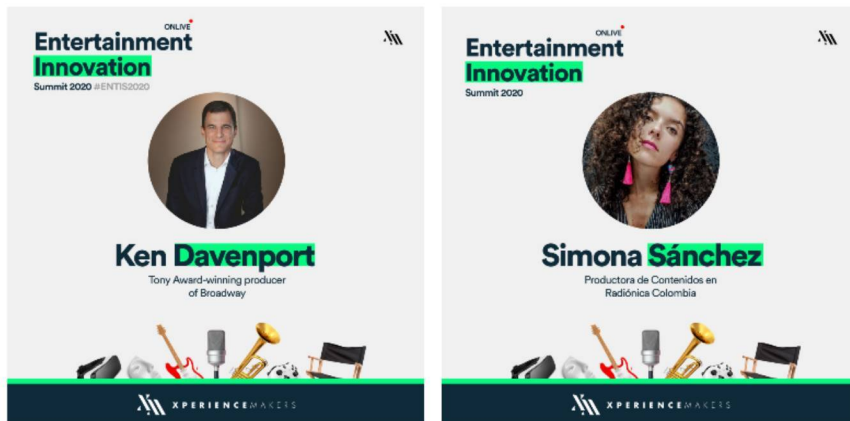 ONLIVE
Entertainment
Innovation
Summit 2020 #ENTIS2020
Ken Davenport
Tony Award-winning producer
of Broadway
XPERIENCEMAKERS
ONLIVE
Entertainment
Innovation
Summit 2020
Simona Sánchez
Productora de Contenidos en
Radiónica Colombia
XPERIENCEMAKERS